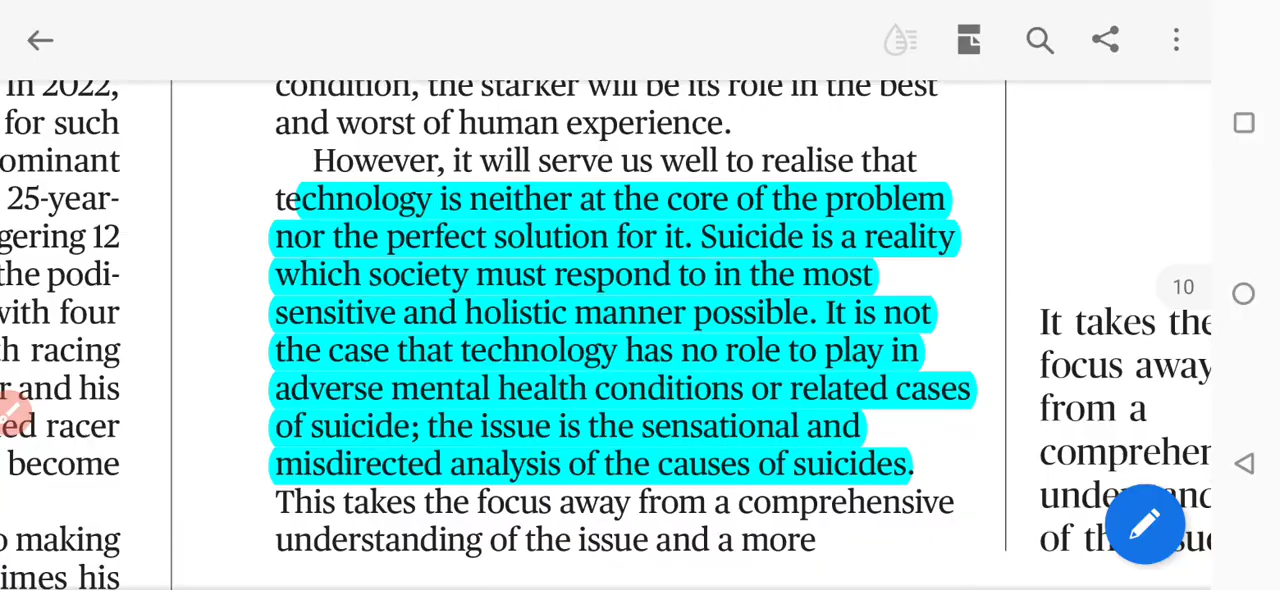 in 2022,
for such
25-year-
12
the podi-
with four
racing
and his
racer
become
making
his
condition, the starker will be its role in the best
and worst of human experience.
However, it will serve us well to realise that
technology is neither at the core of the problem
nor the perfect solution for it. Suicide is a reality
which society must respond to in the most
sensitive and holistic manner possible. It is not
the case that technology has no role to play in
adverse mental health conditions or related cases
of suicide; the issue is the sensational and
misdirected analysis of the causes of suicides.
This takes the focus away from a comprehensive
understanding of the issue and a more
10
It takes the
focus away
from a
of